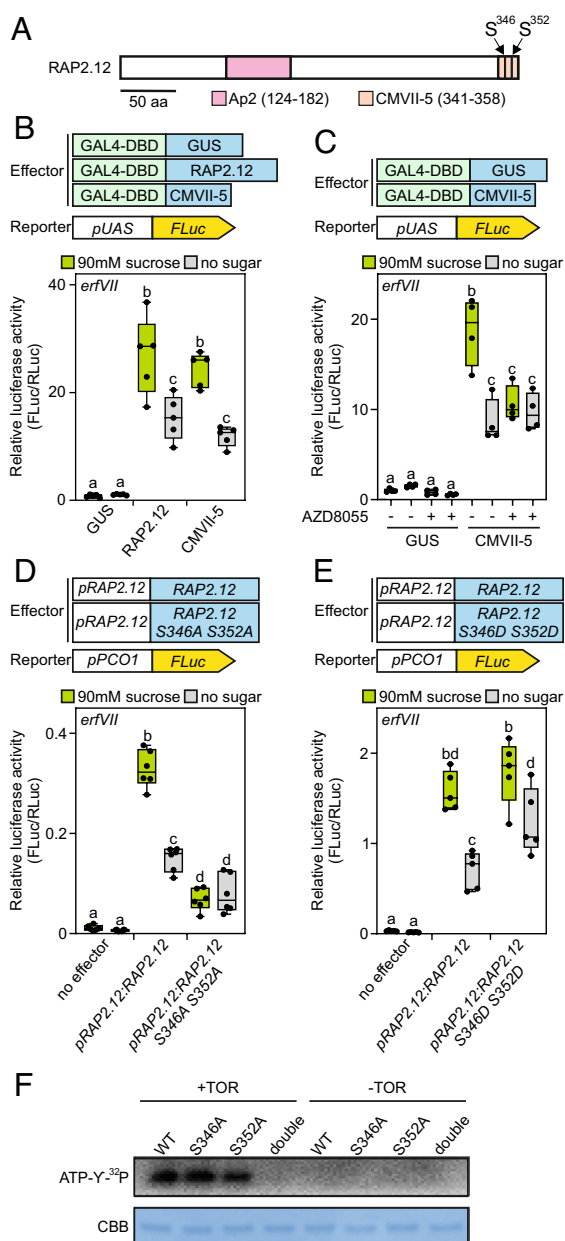 A
S346 S352
RAP2.12
50 aa
Ap2 (124-182) CMVII-5 (341-358)
B
Effector
GAL4-DBD GUS
GAL4-DBD RAP2.12
GAL4-DBD CMVII-5
Reporter pUAS FLuc
90mM sucrose no sugar
erfVII
Relative luciferase activity
(FLuc/RLuc)
40
20
0
a a b c b c
GUS
RAP2.12
CMVII-5
C
Effector
GAL4-DBD GUS
GAL4-DBD CMVII-5
Reporter pUAS FLuc
90mM sucrose no sugar
erfVII
Relative luciferase activity
(FLuc/RLuc)
20
10
0
a a a a b c c c
AZD8055 - - + + - - + +
GUS CMVII-5
D
Effector
pRAP2.12 RAP2.12
pRAP2.12 RAP2.12
S346A S352A
Reporter pPCO1 FLuc
90mM sucrose no sugar
erfVII
Relative luciferase activity
(FLuc/RLuc)
0.4
0.2
0
a a b c d d
no effector
pRAP2.12:RAP2.12
pRAP2.12:RAP2.12
S346A S352A
E
Effector
pRAP2.12 RAP2.12
pRAP2.12 RAP2.12
S346D S352D
Reporter pPCO1 FLuc
90mM sucrose no sugar
erfVII
Relative luciferase activity
(FLuc/RLuc)
2
1
0
a a bd c b d
no effector
pRAP2.12:RAP2.12
pRAP2.12:RAP2.12
S346D S352D
F
+TOR -TOR
WT S346A S352A double WT S346A S352A double
ATP-ϒ-32P
CBB